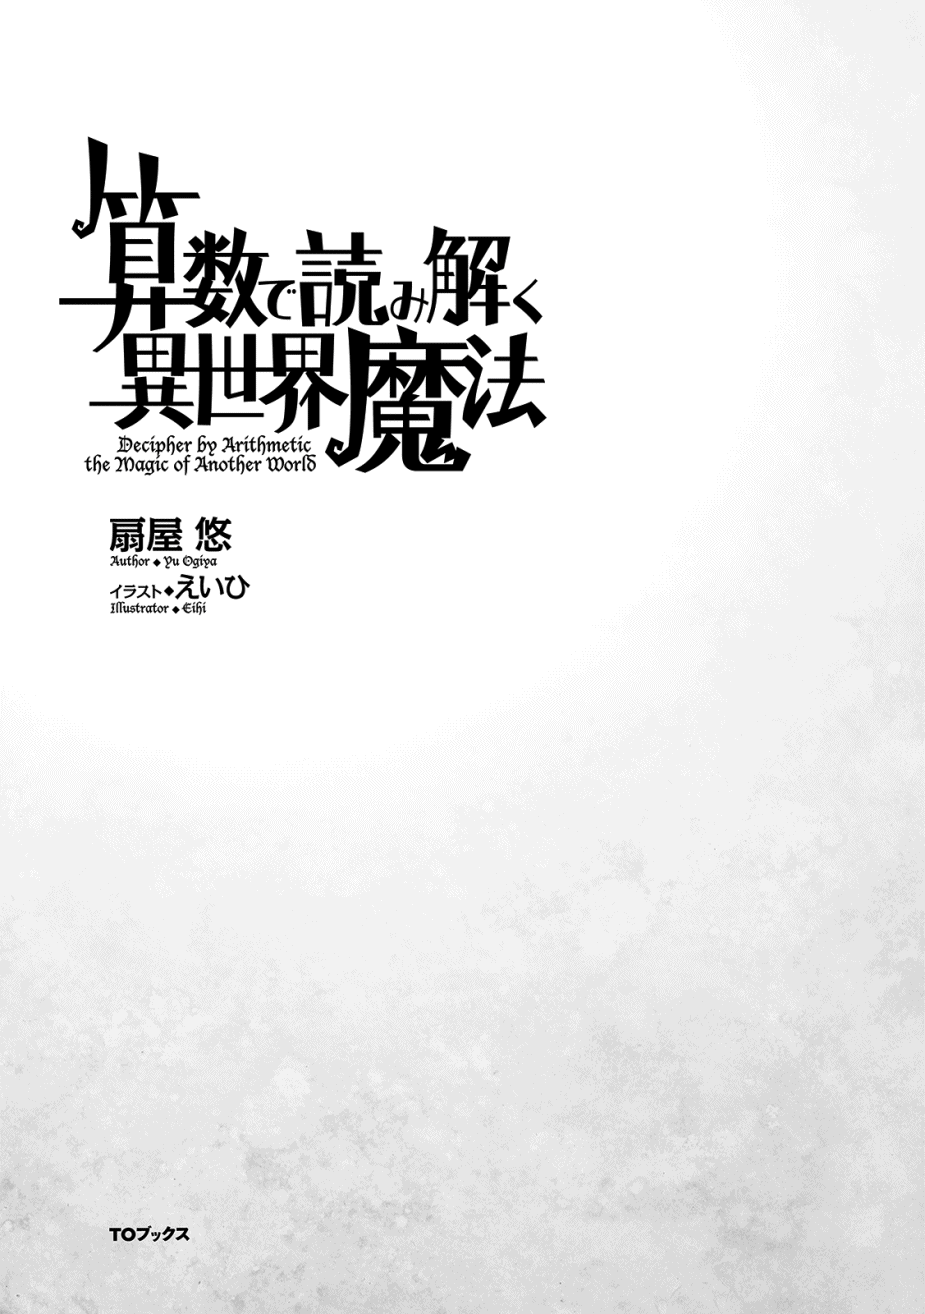 算数で読み解く
異世界魔法
Decipher by Arithmetic
the Magic of Another World
扇屋 悠
Author◆Yu Ogiya
イラスト◆えいひ
Illustrator◆Eihi
TOブックス